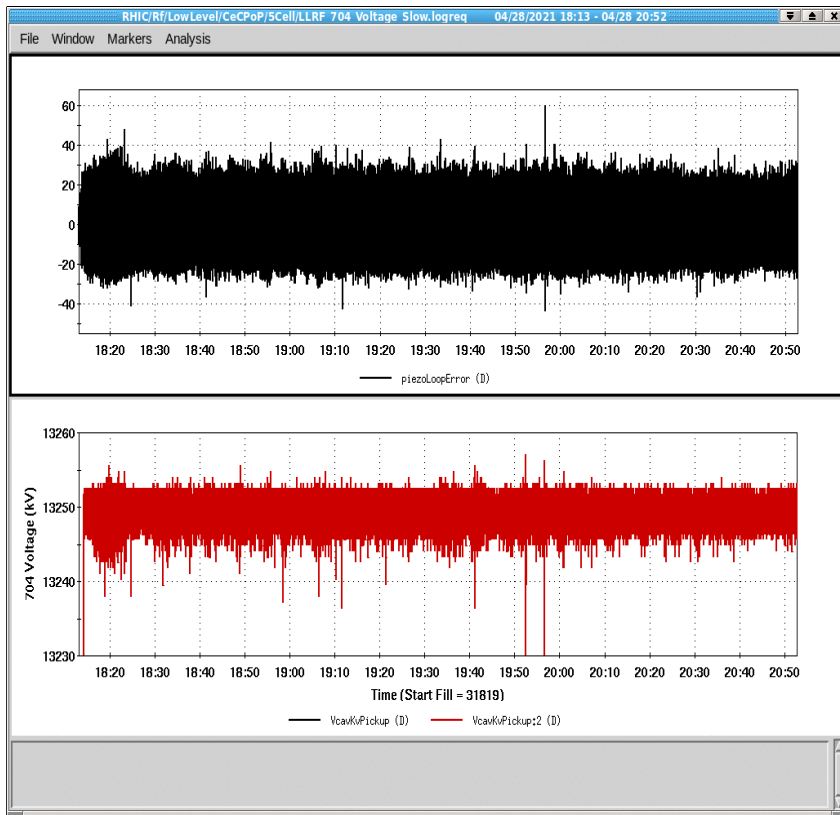 RHIC/Rf/LowLevel/CeCPoP/5Cell/LLRF 704 Voltage Slow.logreq 04/28/2021 18:13 - 04/28 20:52
File Window Markers Analysis
60
40
20
0
-20
-40
18:20 18:30 18:40 18:50 19:00 19:10 19:20 19:30 19:40 19:50 20:00 20:10 20:20 20:30 20:40 20:50
piezoLoopError (D)
704 Voltage (kV)
13260
13250
13240
13230
18:20 18:30 18:40 18:50 19:00 19:10 19:20 19:30 19:40 19:50 20:00 20:10 20:20 20:30 20:40 20:50
Time (Start Fill = 31819)
VcavKvPickup (D) VcavKvPickup:2 (D)